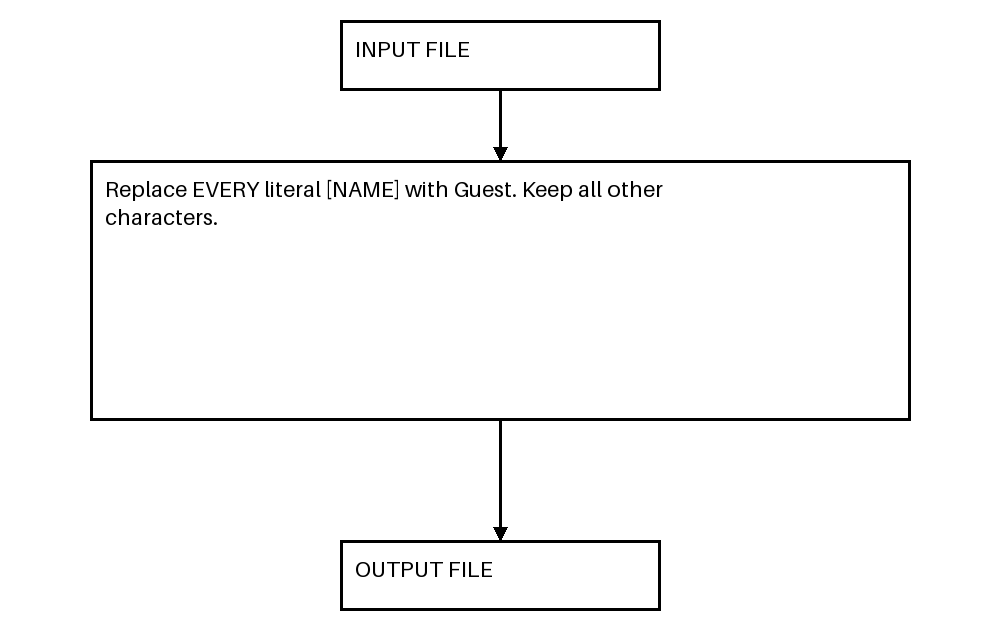 INPUT FILE
Replace EVERY literal [NAME] with Guest. Keep all other
characters.
OUTPUT FILE